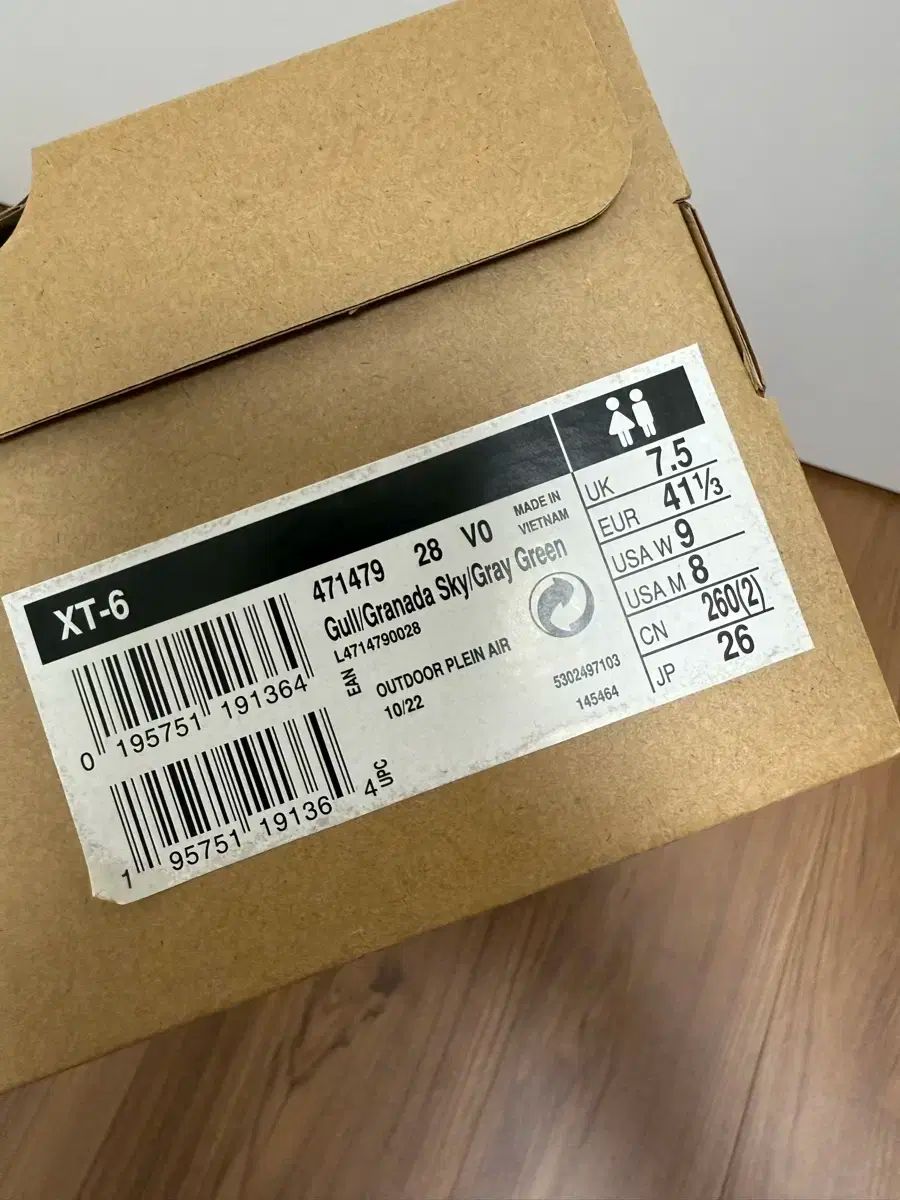 XT-6
471479 28 V0
MADE IN
VIETNAM
Gull/Granada Sky/Gray Green
L4714790028
EAN
0 195751 191364
OUTDOOR PLEIN AIR
10/22
5302497103
145464
1 95751 19136 4
UPC
UK 7.5
EUR 41⅓
USA W 9
USA M 8
CN 260(2)
JP 26